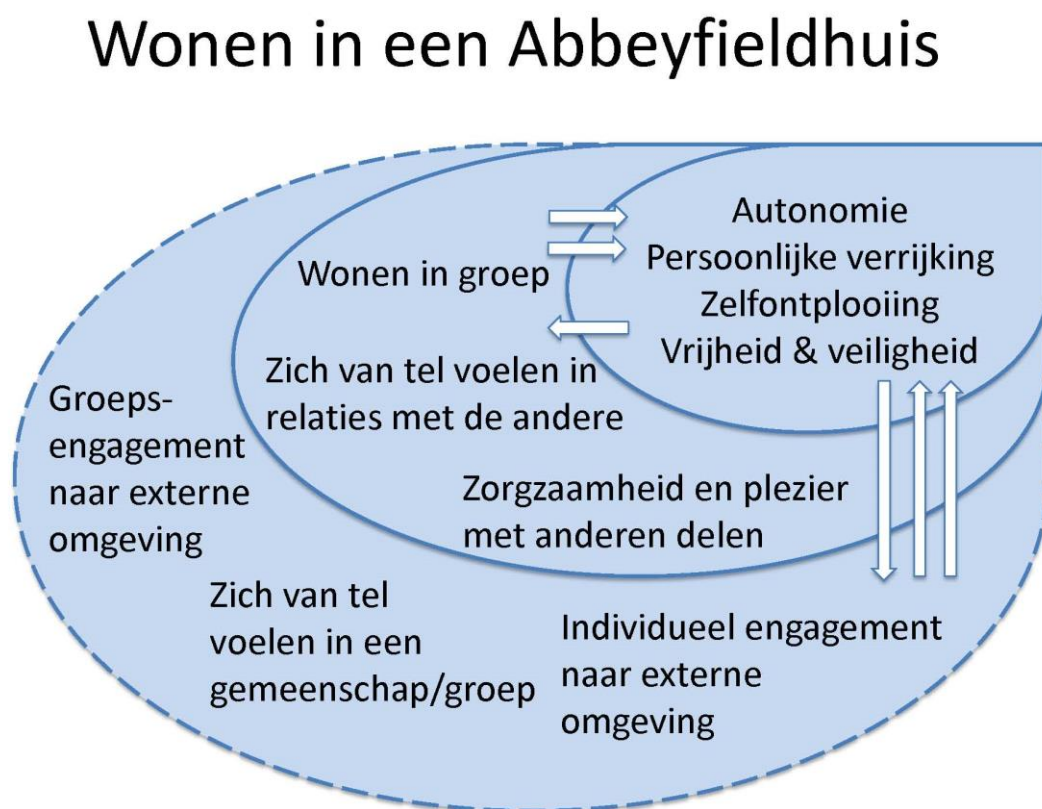 Wonen in een Abbeyfieldhuis
Autonomie
Persoonlijke verrijking
Zelfontplooiing
Vrijheid & veiligheid
Wonen in groep
Zich van tel voelen in
relaties met de andere
Zorgzaamheid en plezier
met anderen delen
Groeps-
engagement
naar externe
omgeving
Zich van tel
voelen in een
gemeenschap/groep
Individueel engagement
naar externe
omgeving